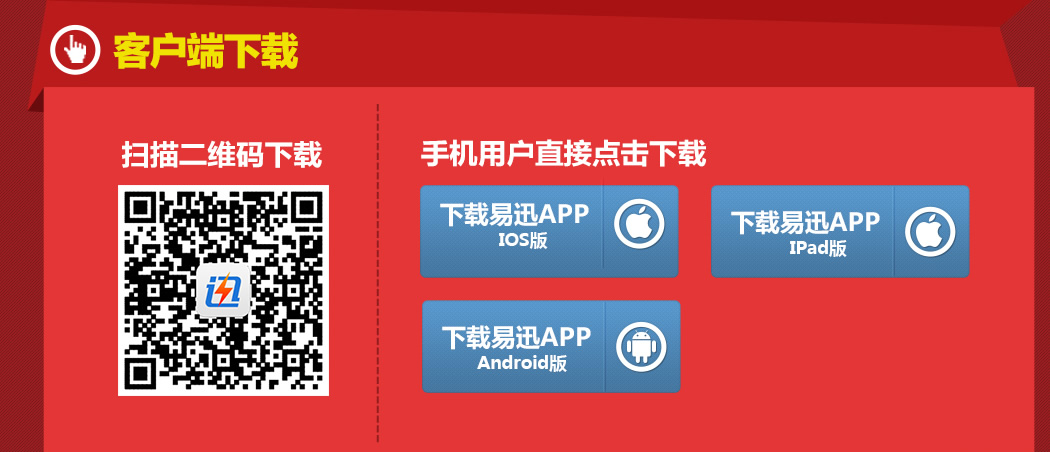 客户端下载
扫描二维码下载
迅
手机用户直接点击下载
下载易迅APP
IOS版
下载易迅APP
IPad版
下载易迅APP
Android版